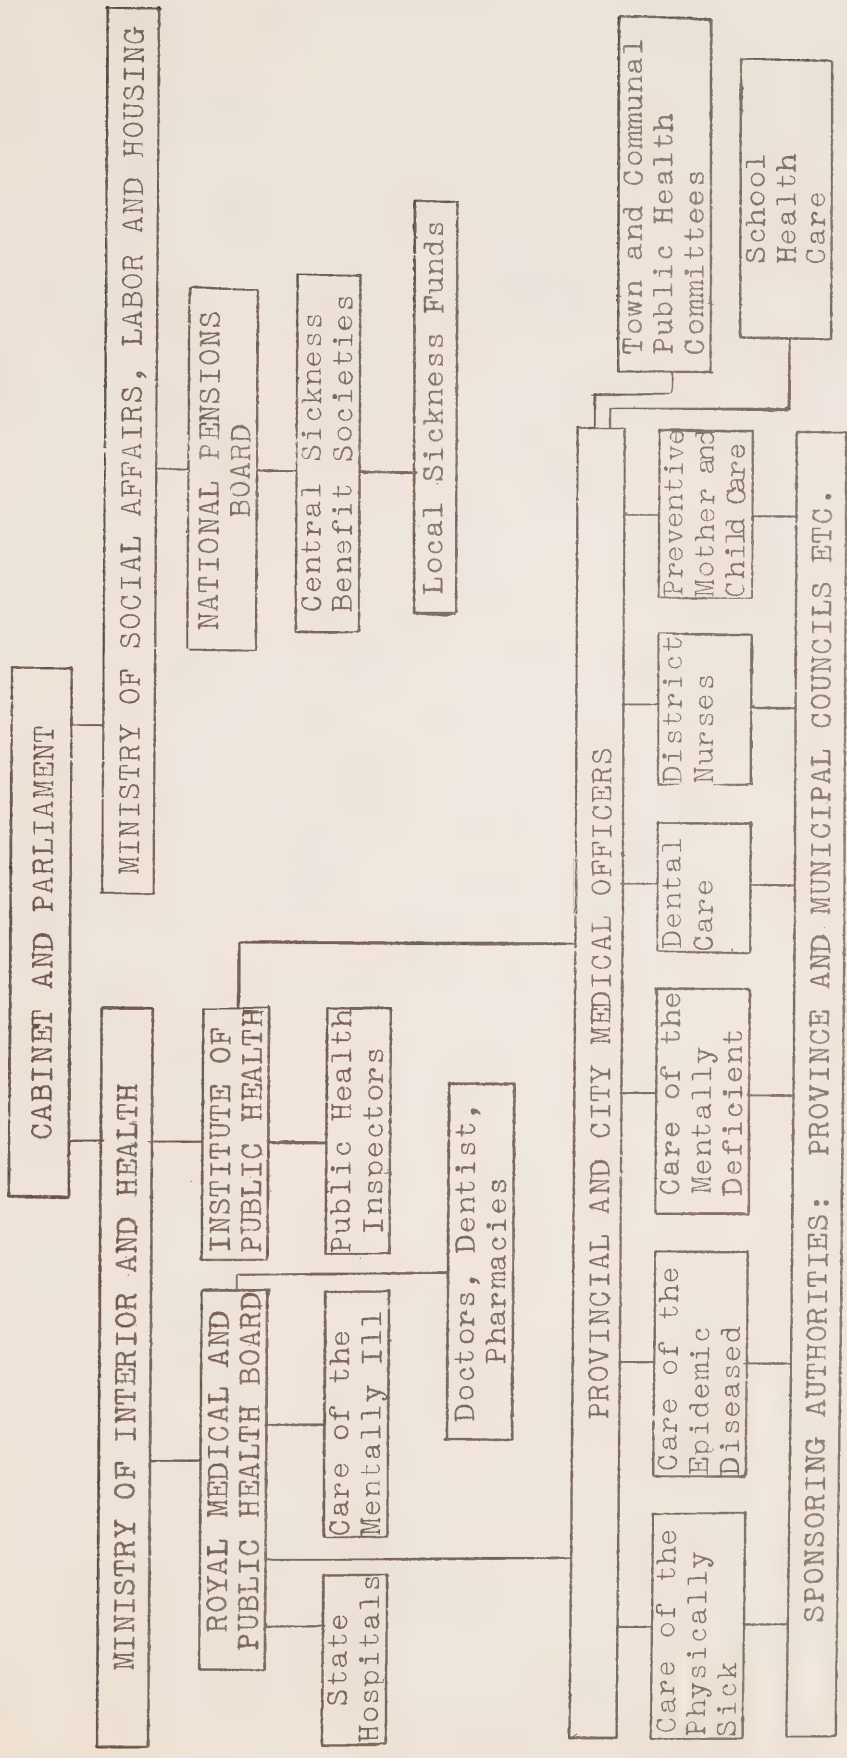 CABINET AND PARLIAMENT
MINISTRY OF INTERIOR AND HEALTH
MINISTRY OF SOCIAL AFFAIRS, LABOR AND HOUSING
ROYAL MEDICAL AND
PUBLIC HEALTH BOARD
INSTITUTE OF
PUBLIC HEALTH
NATIONAL PENSIONS
BOARD
State
Hospitals
Care of the
Mentally Ill
Public Health
Inspectors
Central Sickness
Benefit Societies
Doctors, Dentist,
Pharmacies
Local Sickness Funds
PROVINCIAL AND CITY MEDICAL OFFICERS
Town and Communal
Public Health
Committees
School
Health
Care
Care of the
Physically
Sick
Care of the
Epidemic
Diseased
Care of the
Mentally
Deficient
Dental
Care
District
Nurses
Preventive
Mother and
Child Care
SPONSORING AUTHORITIES: PROVINCE AND MUNICIPAL COUNCILS ETC.